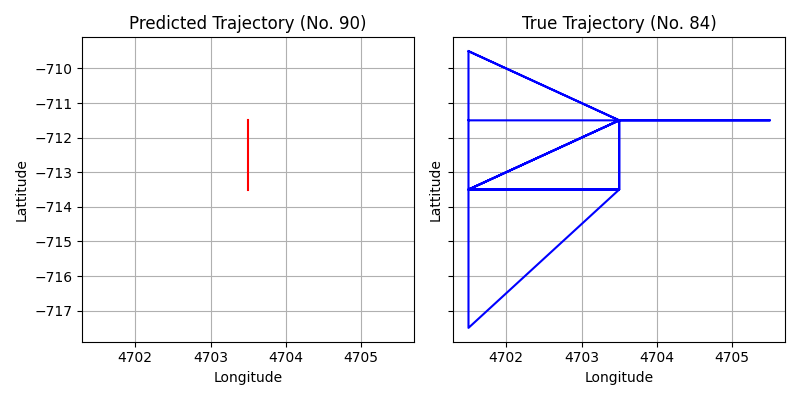 Predicted Trajectory (No. 90)
True Trajectory (No. 84)
−710
−711
−712
−713
−714
−715
−716
−717
Lattitude
Lattitude
4702 4703 4704 4705
4702 4703 4704 4705
Longitude
Longitude